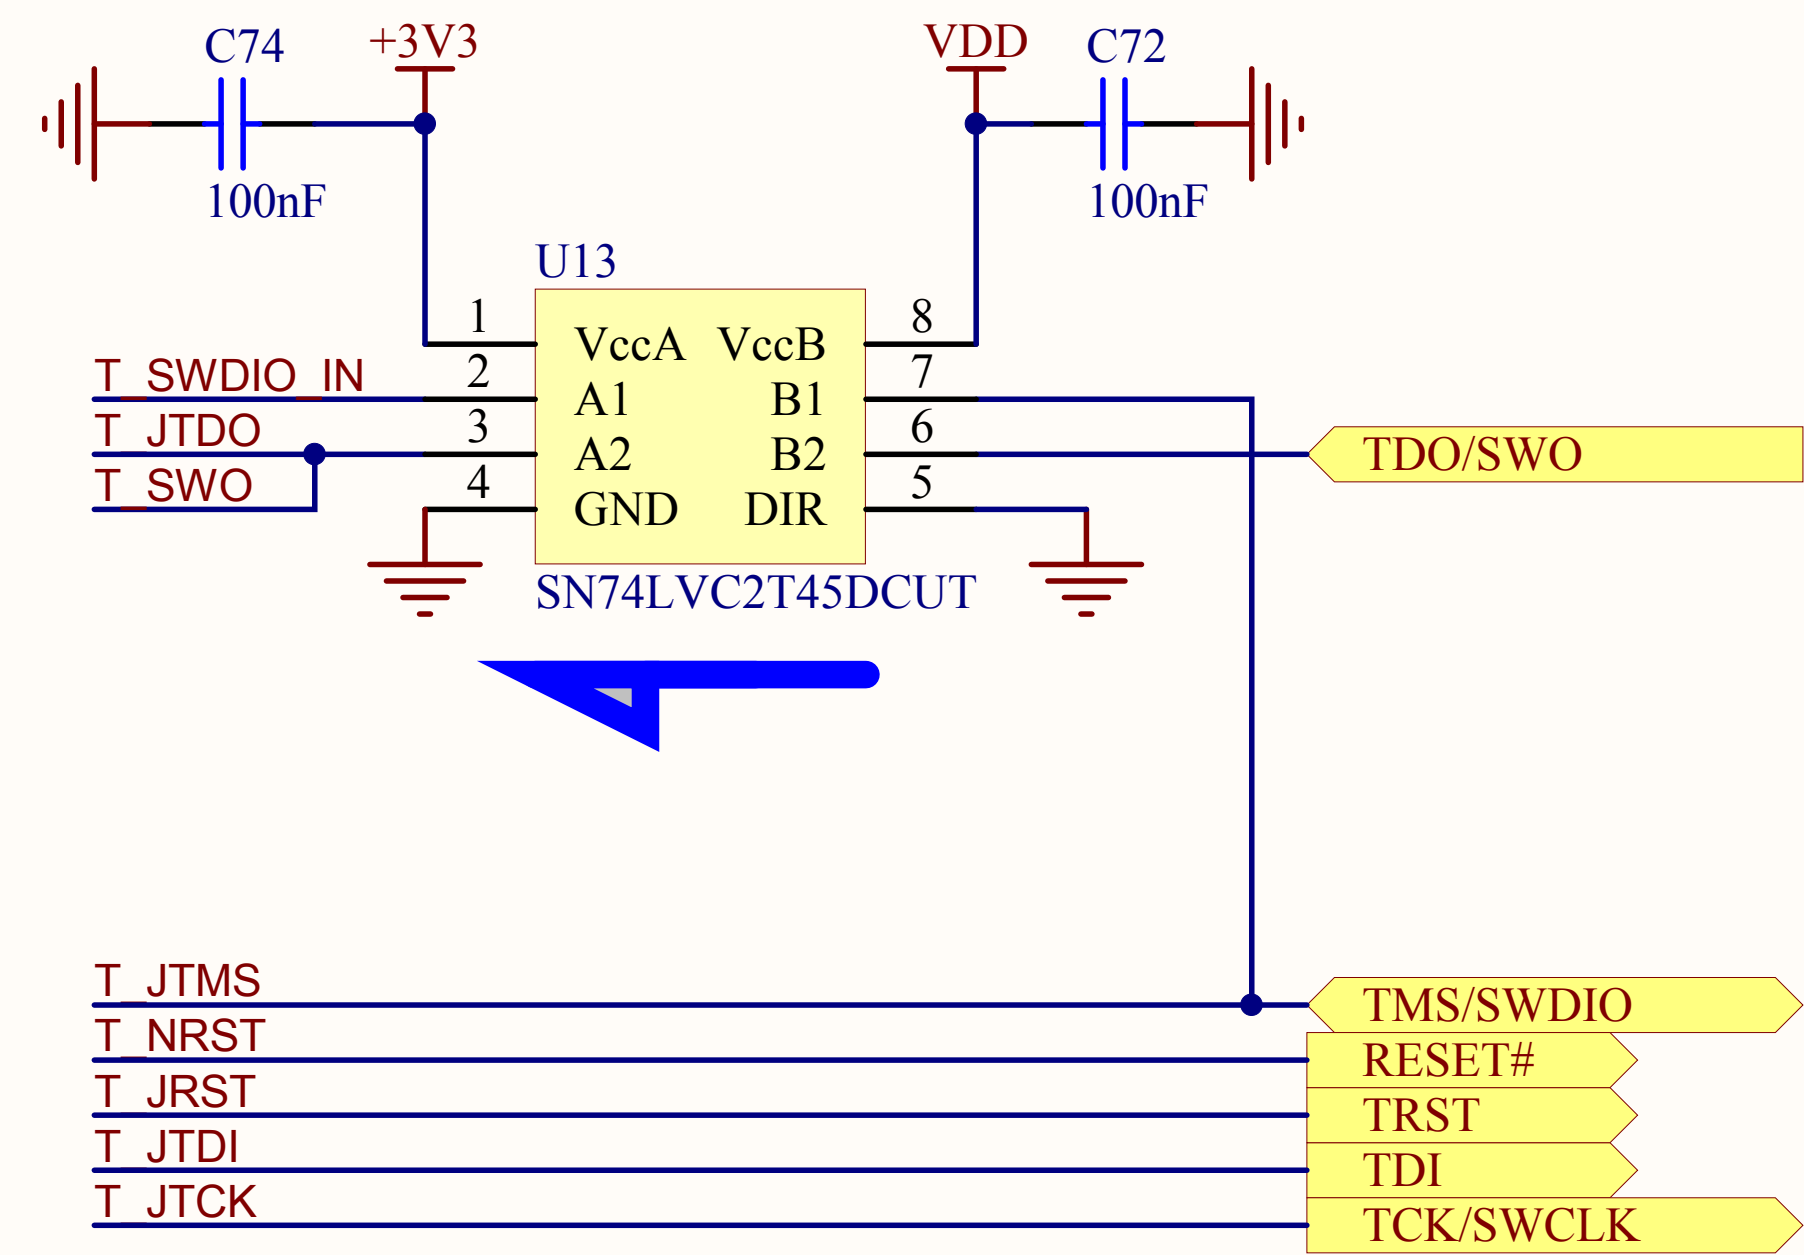 C74 +3V3 VDD C72
100nF 100nF
U13
1 VccA VccB 8
T_SWDIO_IN 2 A1 B1 7
T_JTDO 3 A2 B2 6 TDO/SWO
T_SWO 4 GND DIR 5
SN74LVC2T45DCUT
T_JTMS TMS/SWDIO
T_NRST RESET#
T_JRST TRST
T_JTDI TDI
T_JTCK TCK/SWCLK